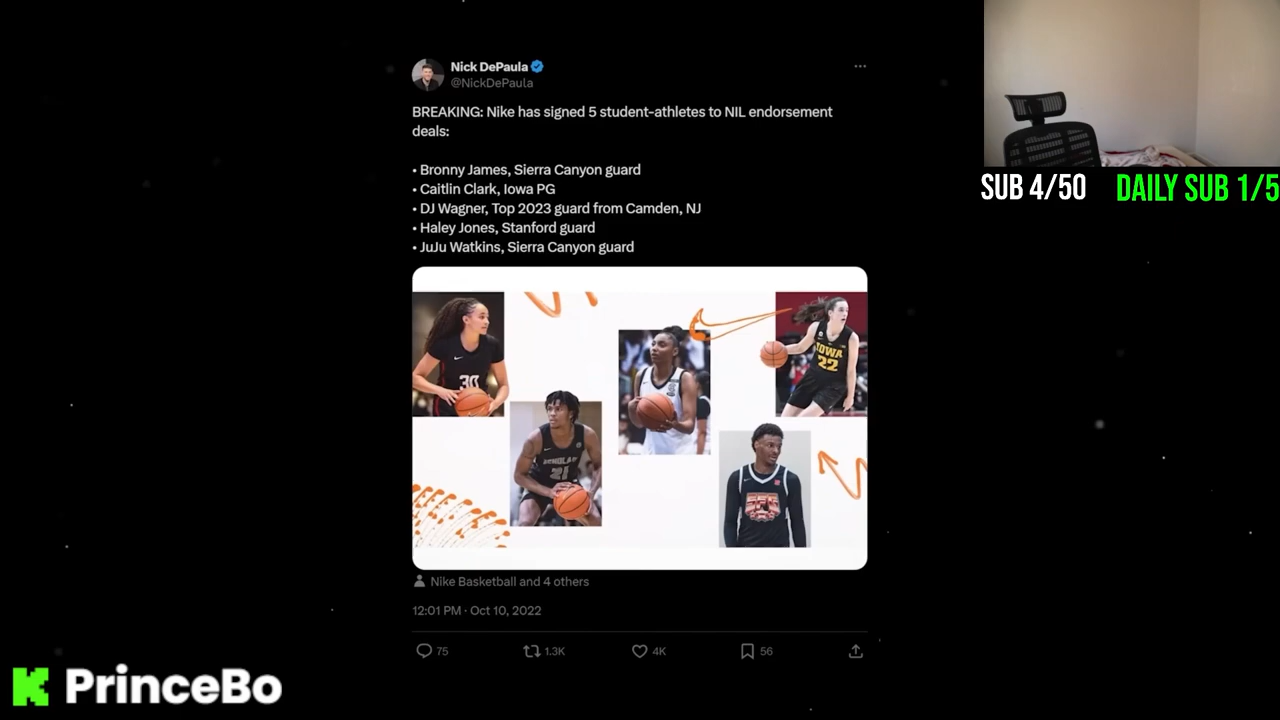 Nick DePaula
@NickDePaula
BREAKING: Nike has signed 5 student-athletes to NIL endorsement
deals:
• Bronny James, Sierra Canyon guard
• Caitlin Clark, Iowa PG
• DJ Wagner, Top 2023 guard from Camden, NJ
• Haley Jones, Stanford guard
• JuJu Watkins, Sierra Canyon guard
30
21
IOWA
22
Nike Basketball and 4 others
12:01 PM · Oct 10, 2022
75
1.3K
4K
56
SUB 4/50
DAILY SUB 1/5
K PrinceBo